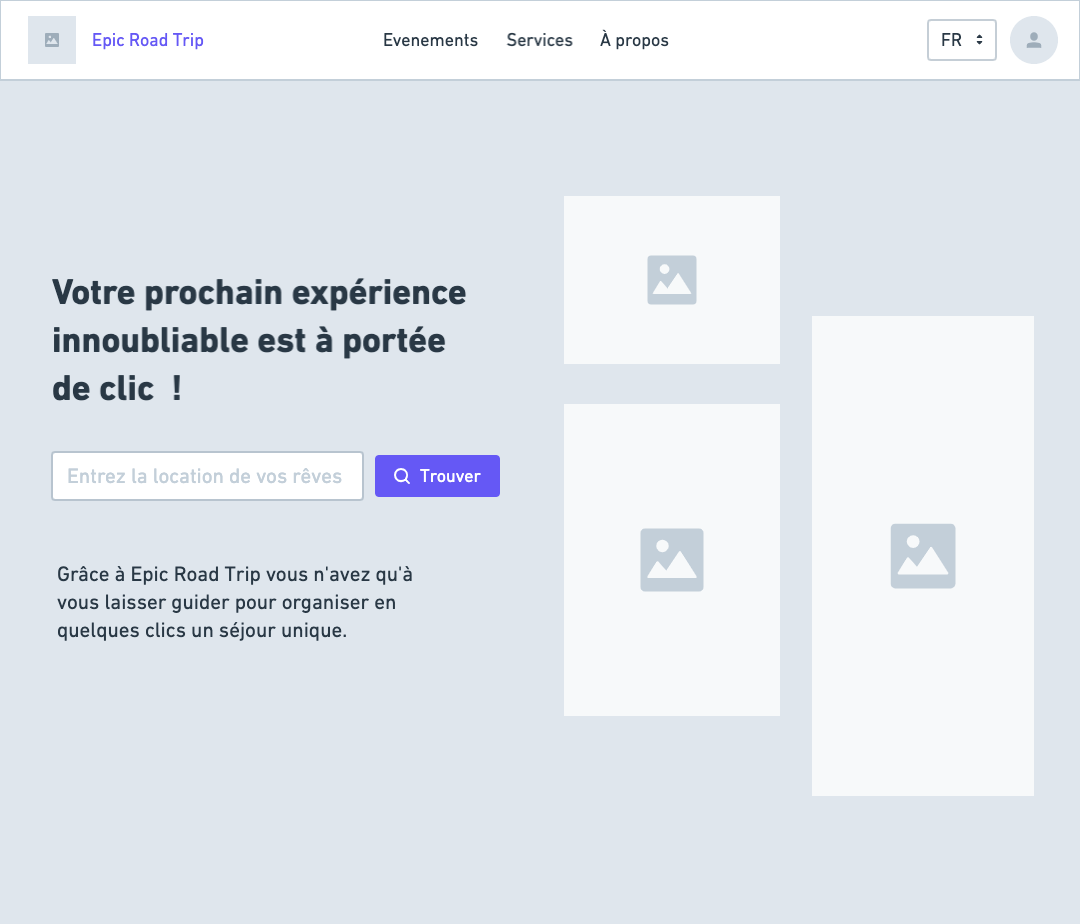 Epic Road Trip
Evenements
Services
À propos
FR
Votre prochain expérience
innoubliable est à portée
de clic !
Entrez la location de vos rêves
Trouver
Grâce à Epic Road Trip vous n'avez qu'à
vous laisser guider pour organiser en
quelques clics un séjour unique.